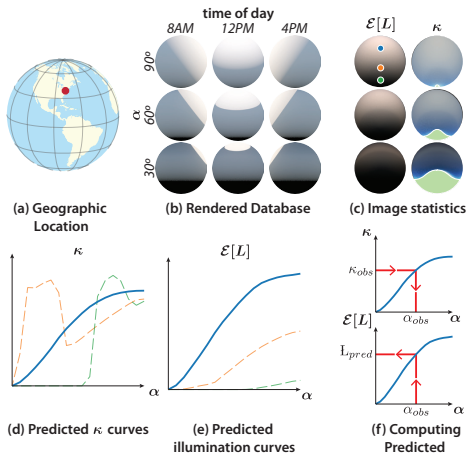 time of day
8AM 12PM 4PM
α
90º
60º
30º
ℰ[L] κ
(a) Geographic
Location
(b) Rendered Database
(c) Image statistics
κ
α
(d) Predicted κ curves
ℰ[L]
α
(e) Predicted
illumination curves
κ
κobs
αobs
α
ℰ[L]
Lpred
αobs
α
(f) Computing
Predicted